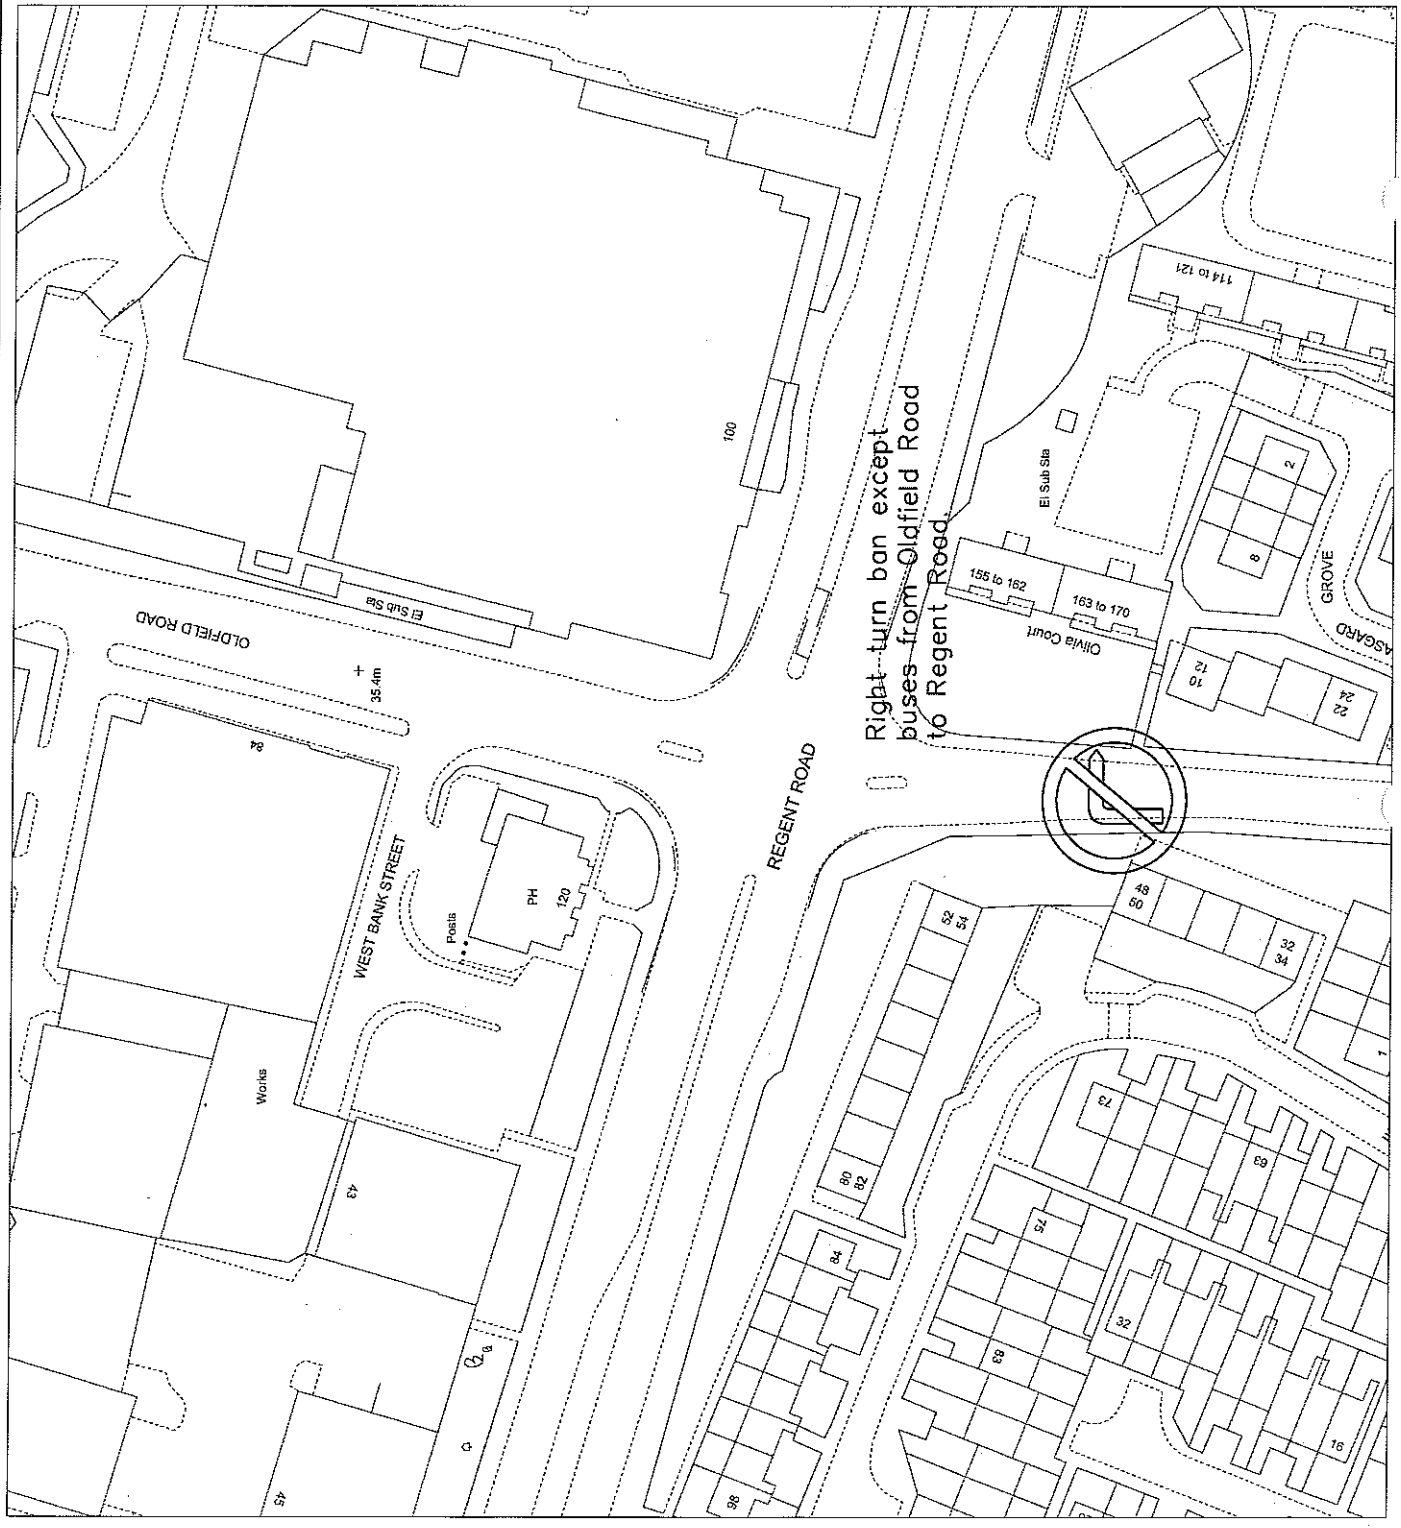 114 to 121
100
Right turn ban except
buses from Oldfield Road
to Regent Road.
El Sub Sta
2
8
GROVE
ASGARD
155 to 162
163 to 170
Olivia Court
10
12
22
24
El Sub Sta
OLDFIELD ROAD
35.4m
84
WEST BANK STREET
REGENT ROAD
PH
120
Posts
Works
43
45
52
54
48
50
32
34
1
80
82
84
73
63
75
83
32
16
98